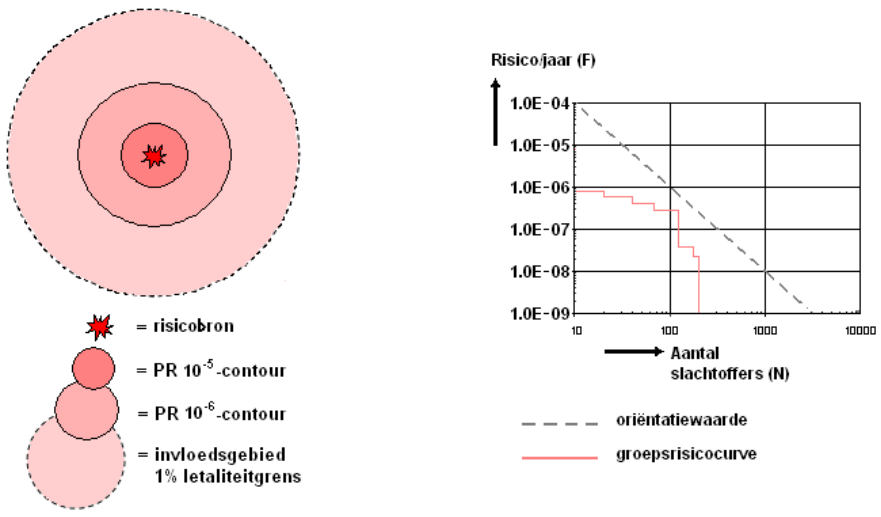 = risicobron
= PR 10⁻⁵-contour
= PR 10⁻⁶-contour
= invloedsgebied
1% letaliteitgrens
Risico/jaar (F)
1.0E-04
1.0E-05
1.0E-06
1.0E-07
1.0E-08
1.0E-09
10 100 1000 10000
Aantal
slachtoffers (N)
oriëntatiewaarde
groepsrisicocurve